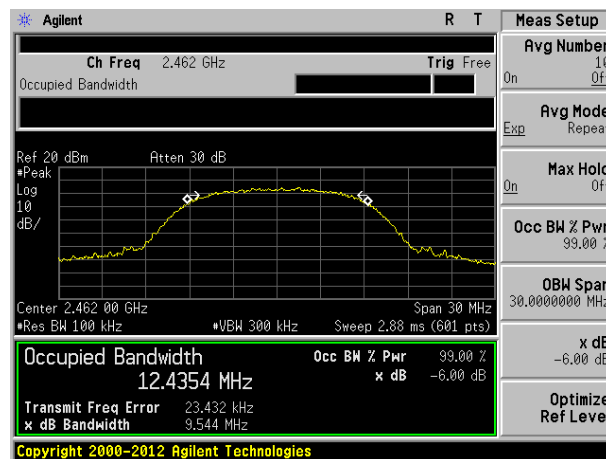 Agilent R T
Meas Setup
Ch Freq 2.462 GHz Trig Free
Occupied Bandwidth
Avg Number
10
On Of
Avg Mode
Exp Repea
Max Hold
On Of
Occ BW % Pwr
99.00 %
OBW Span
30.0000000 MHz
x dB
-6.00 dB
Optimize
Ref Leve
Ref 20 dBm Atten 30 dB
#Peak
Log
10
dB/
Center 2.462 00 GHz Span 30 MHz
#Res BW 100 kHz #VBW 300 kHz Sweep 2.88 ms (601 pts)
Occupied Bandwidth Occ BW % Pwr 99.00 %
12.4354 MHz x dB -6.00 dB
Transmit Freq Error 23.432 kHz
x dB Bandwidth 9.544 MHz
Copyright 2000-2012 Agilent Technologies